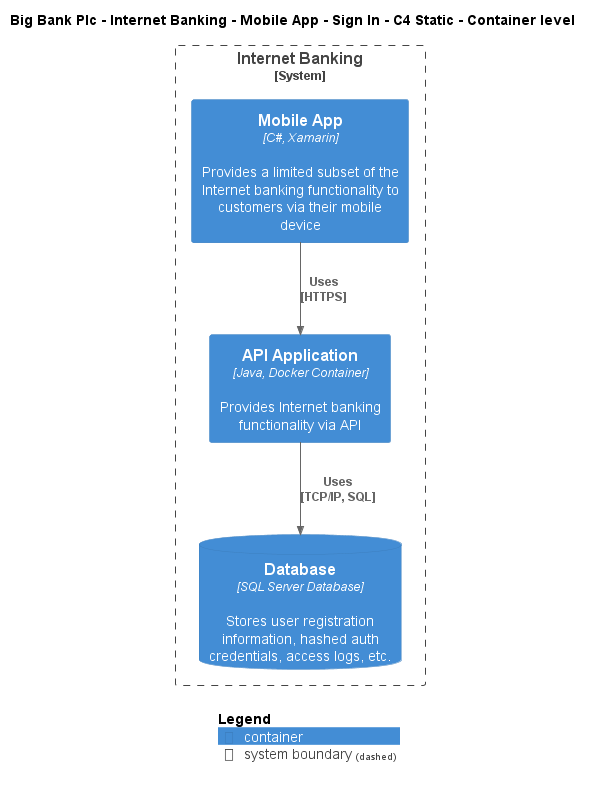 Big Bank Plc - Internet Banking - Mobile App - Sign In - C4 Static - Container level
Internet Banking
[System]
Mobile App
[C#, Xamarin]
Provides a limited subset of the
Internet banking functionality to
customers via their mobile
device
Uses
[HTTPS]
API Application
[Java, Docker Container]
Provides Internet banking
functionality via API
Uses
[TCP/IP, SQL]
Database
[SQL Server Database]
Stores user registration
information, hashed auth
credentials, access logs, etc.
Legend
container
system boundary (dashed)